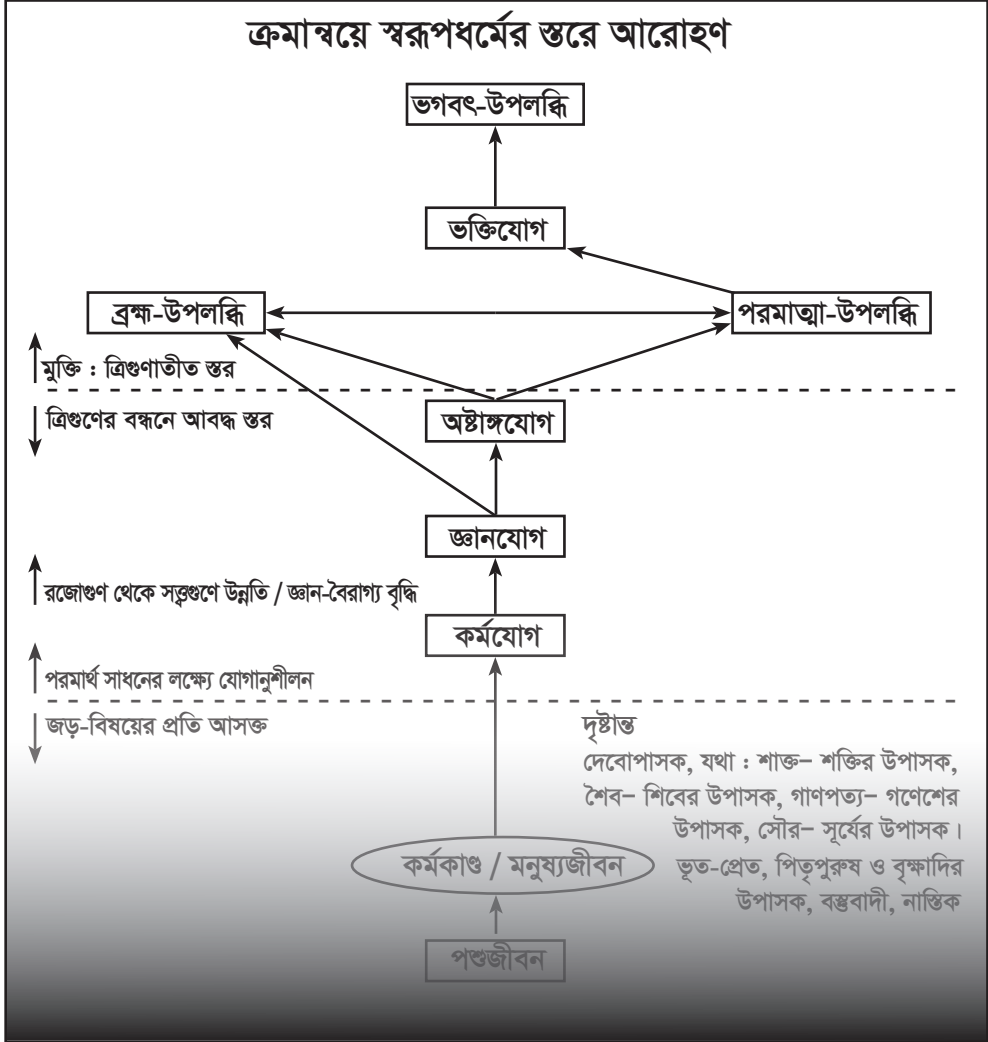 ক্রমান্বয়ে স্বরূপধর্মের স্তরে আরোহণ
ভগবৎ-উপলব্ধি
ভক্তিযোগ
ব্রহ্ম-উপলব্ধি
পরমাত্মা-উপলব্ধি
মুক্তি : ত্রিগুণাতীত স্তর
ত্রিগুণের বন্ধনে আবদ্ধ স্তর
অষ্টাঙ্গযোগ
জ্ঞানযোগ
রজোগুণ থেকে সত্ত্বগুণে উন্নতি / জ্ঞান-বৈরাগ্য বৃদ্ধি
কর্মযোগ
পরমার্থ সাধনের লক্ষ্যে যোগানুশীলন
জড়-বিষয়ের প্রতি আসক্ত
দৃষ্টান্ত
দেবোপাসক, যথা : শাক্ত– শক্তির উপাসক,
শৈব– শিবের উপাসক, গাণপত্য– গণেশের
উপাসক, সৌর– সূর্যের উপাসক।
কর্মকাণ্ড / মনুষ্যজীবন
ভূত-প্রেত, পিতৃপুরুষ ও বৃক্ষাদির
উপাসক, বস্তুবাদী, নাস্তিক
পশুজীবন